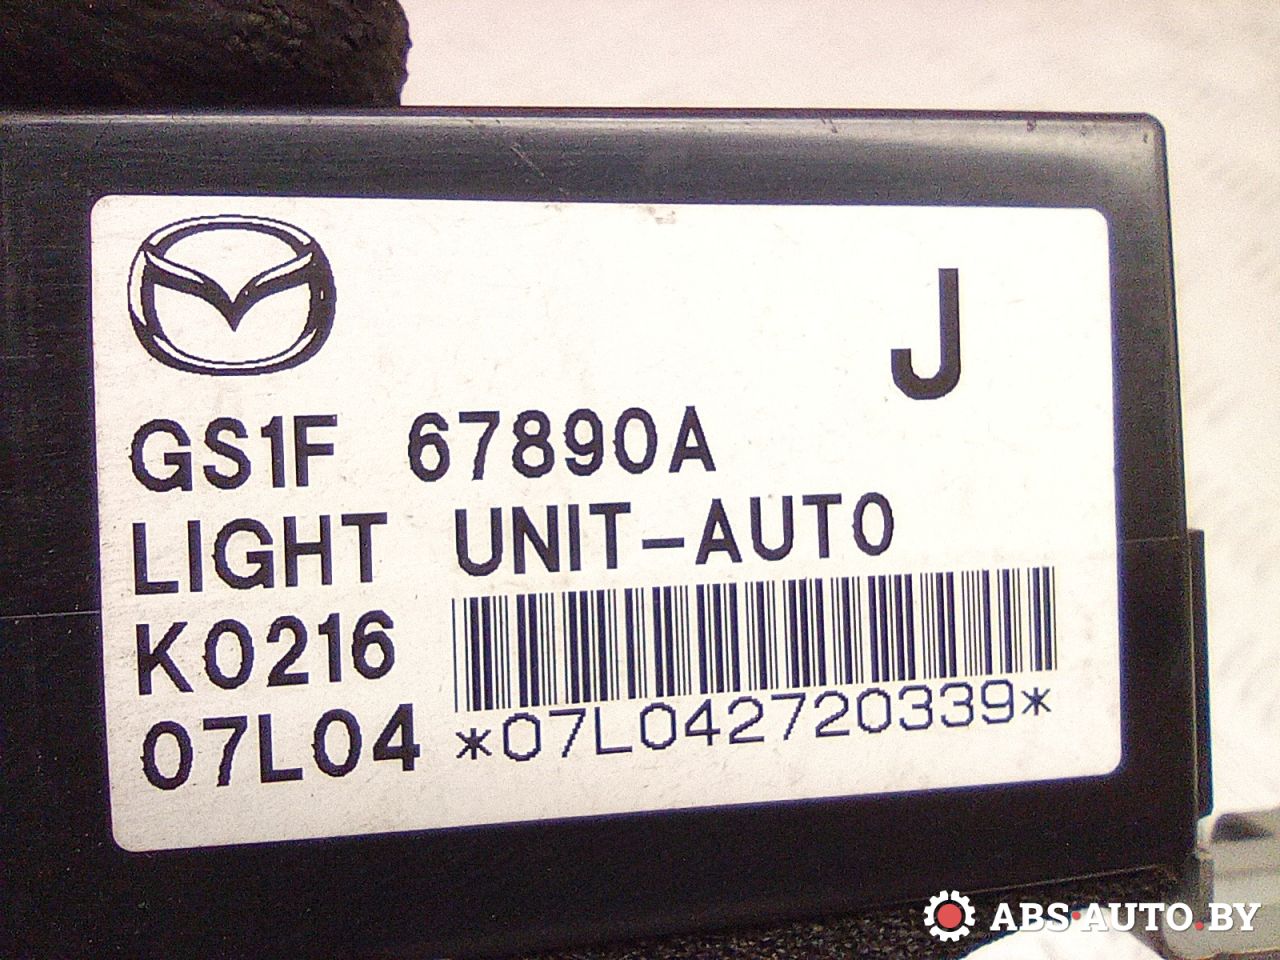 J
GS1F 67890A
LIGHT UNIT-AUTO
K0216
07L04
*07L042720339*
ABS·AUTO.BY